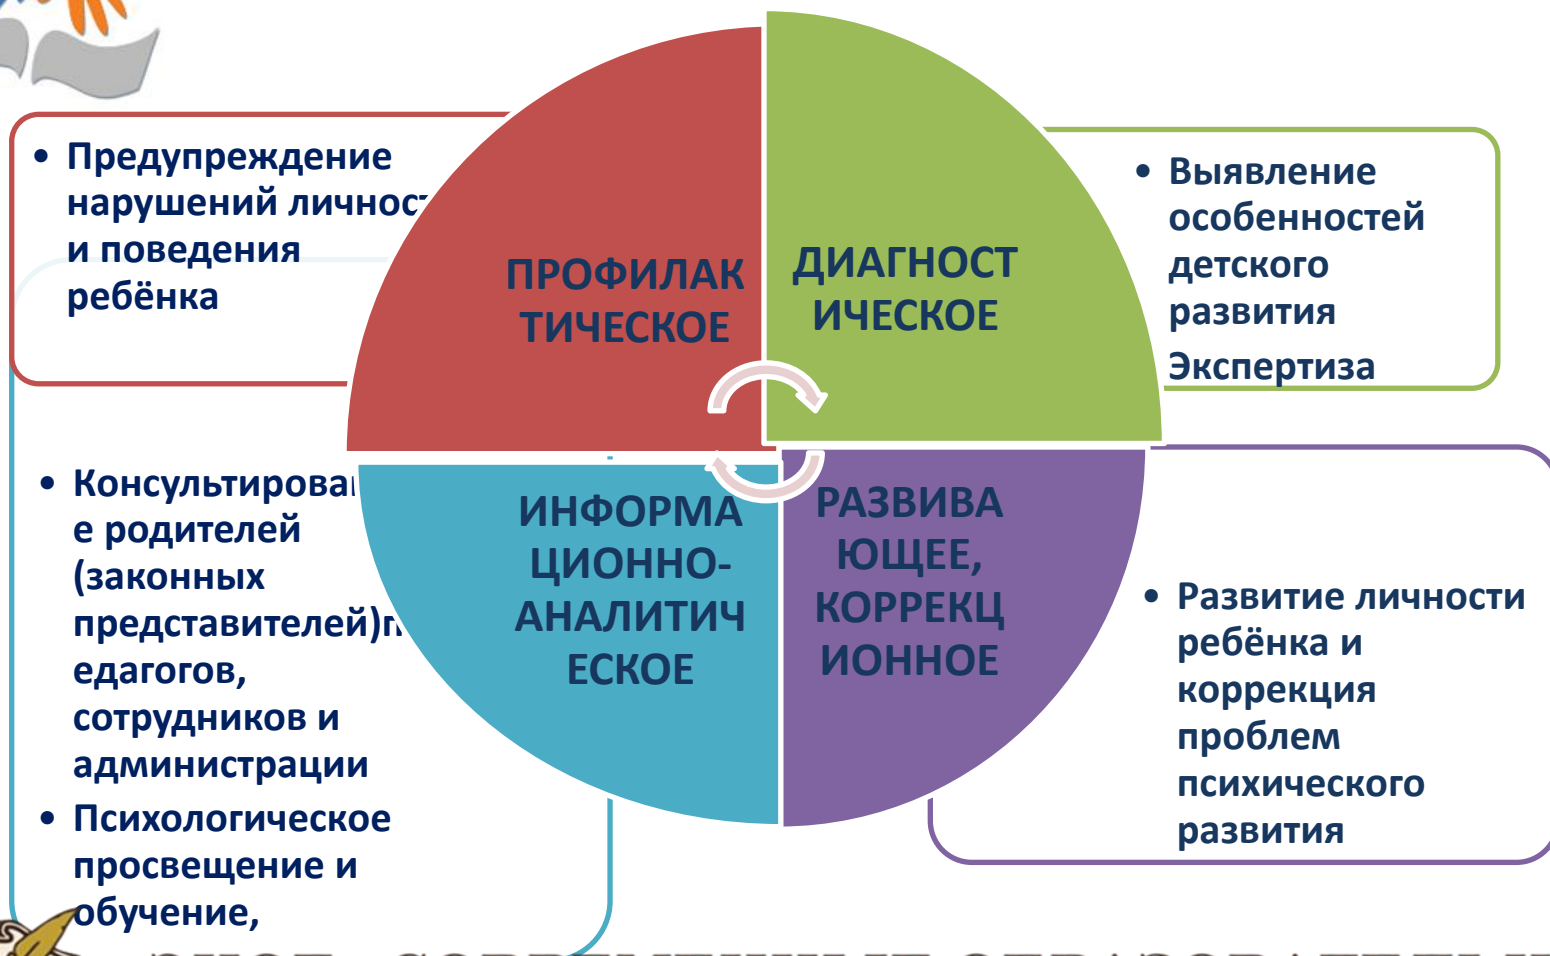 • Предупреждение
нарушений личнос
и поведения
ребёнка
ПРОФИЛАК
ТИЧЕСКОЕ
ДИАГНОСТ
ИЧЕСКОЕ
• Выявление
особенностей
детского
развития
Экспертиза
• Консультирова
е родителей
(законных
представителей)п
едагогов,
сотрудников и
администрации
• Психологическое
просвещение и
обучение,
ИНФОРМА
ЦИОННО-
АНАЛИТИЧ
ЕСКОЕ
РАЗВИВА
ЮЩЕЕ,
КОРРЕКЦ
ИОННОЕ
• Развитие личности
ребёнка и
коррекция
проблем
психического
развития